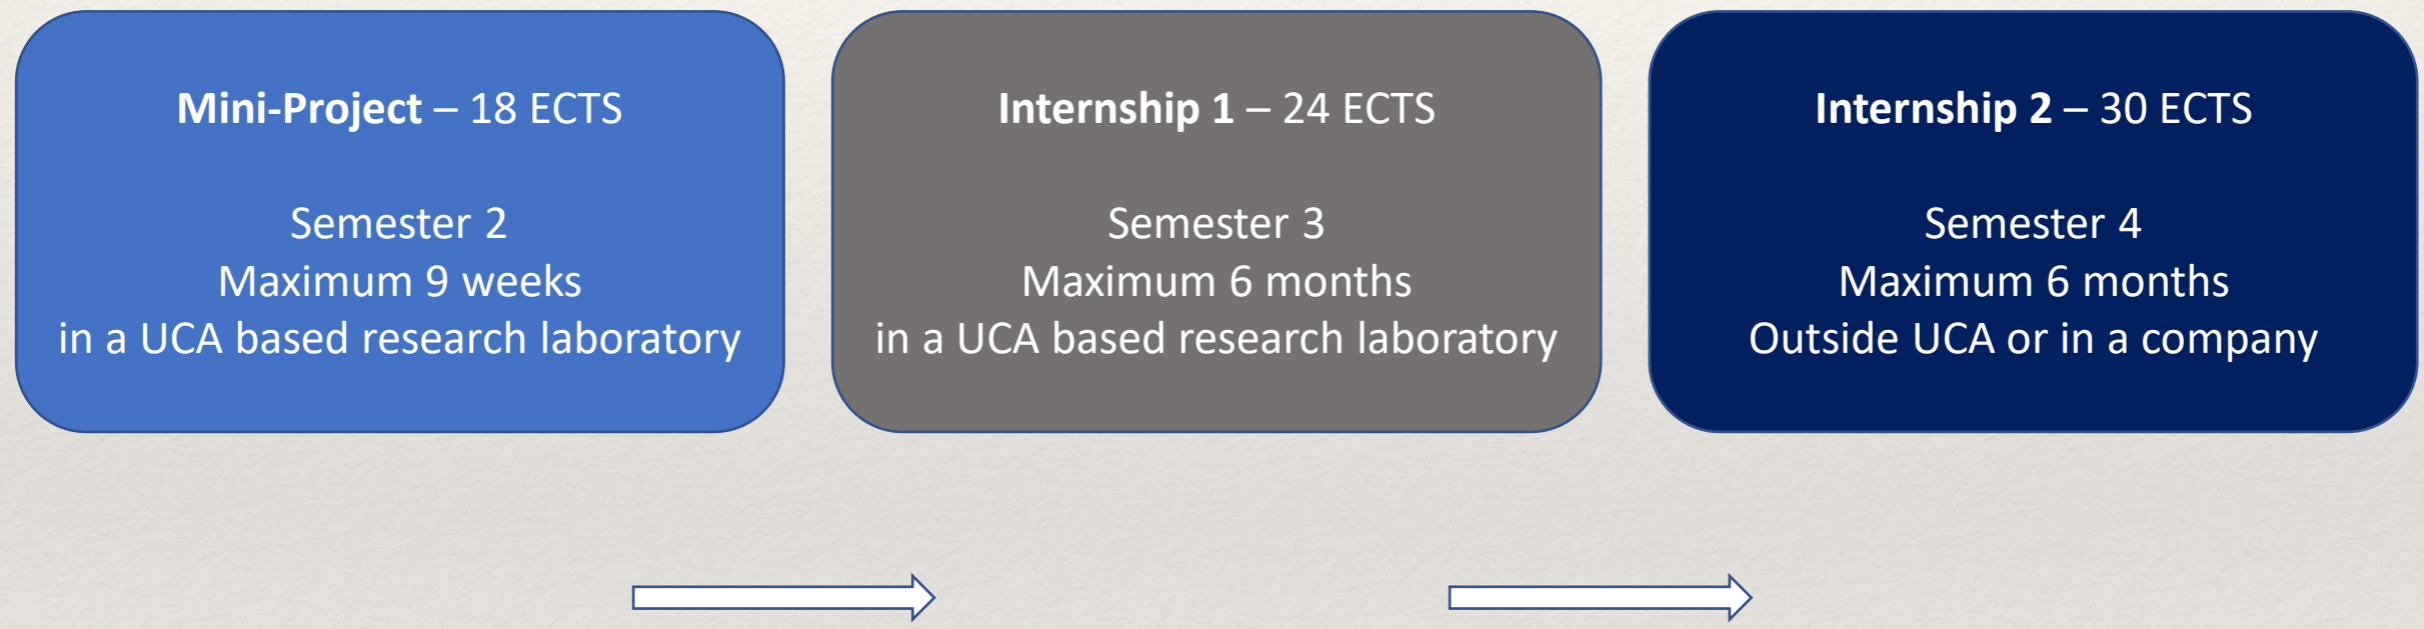 Mini-Project – 18 ECTS
Semester 2
Maximum 9 weeks
in a UCA based research laboratory
Internship 1 – 24 ECTS
Semester 3
Maximum 6 months
in a UCA based research laboratory
Internship 2 – 30 ECTS
Semester 4
Maximum 6 months
Outside UCA or in a company